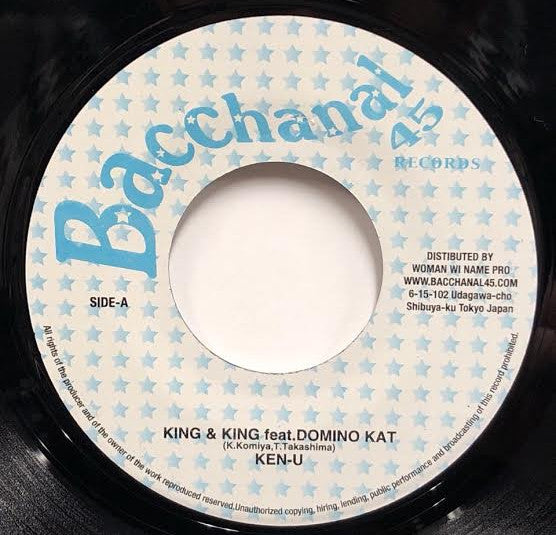 Bacchanal
45
RECORDS
DISTIBUTED BY
WOMAN WI NAME PRO
WWW.BACCHANAL45.COM
6-15-102 Udagawa-cho
Shibuya-ku Tokyo Japan
SIDE-A
KING & KING feat.DOMINO KAT
(K.Komiya,T.Takashima)
KEN-U
All rights of the producer and of the owner of the work reproduced reserved.Unauthorized copying, hiring, lending, public performance and broadcasting of this record prohibited.